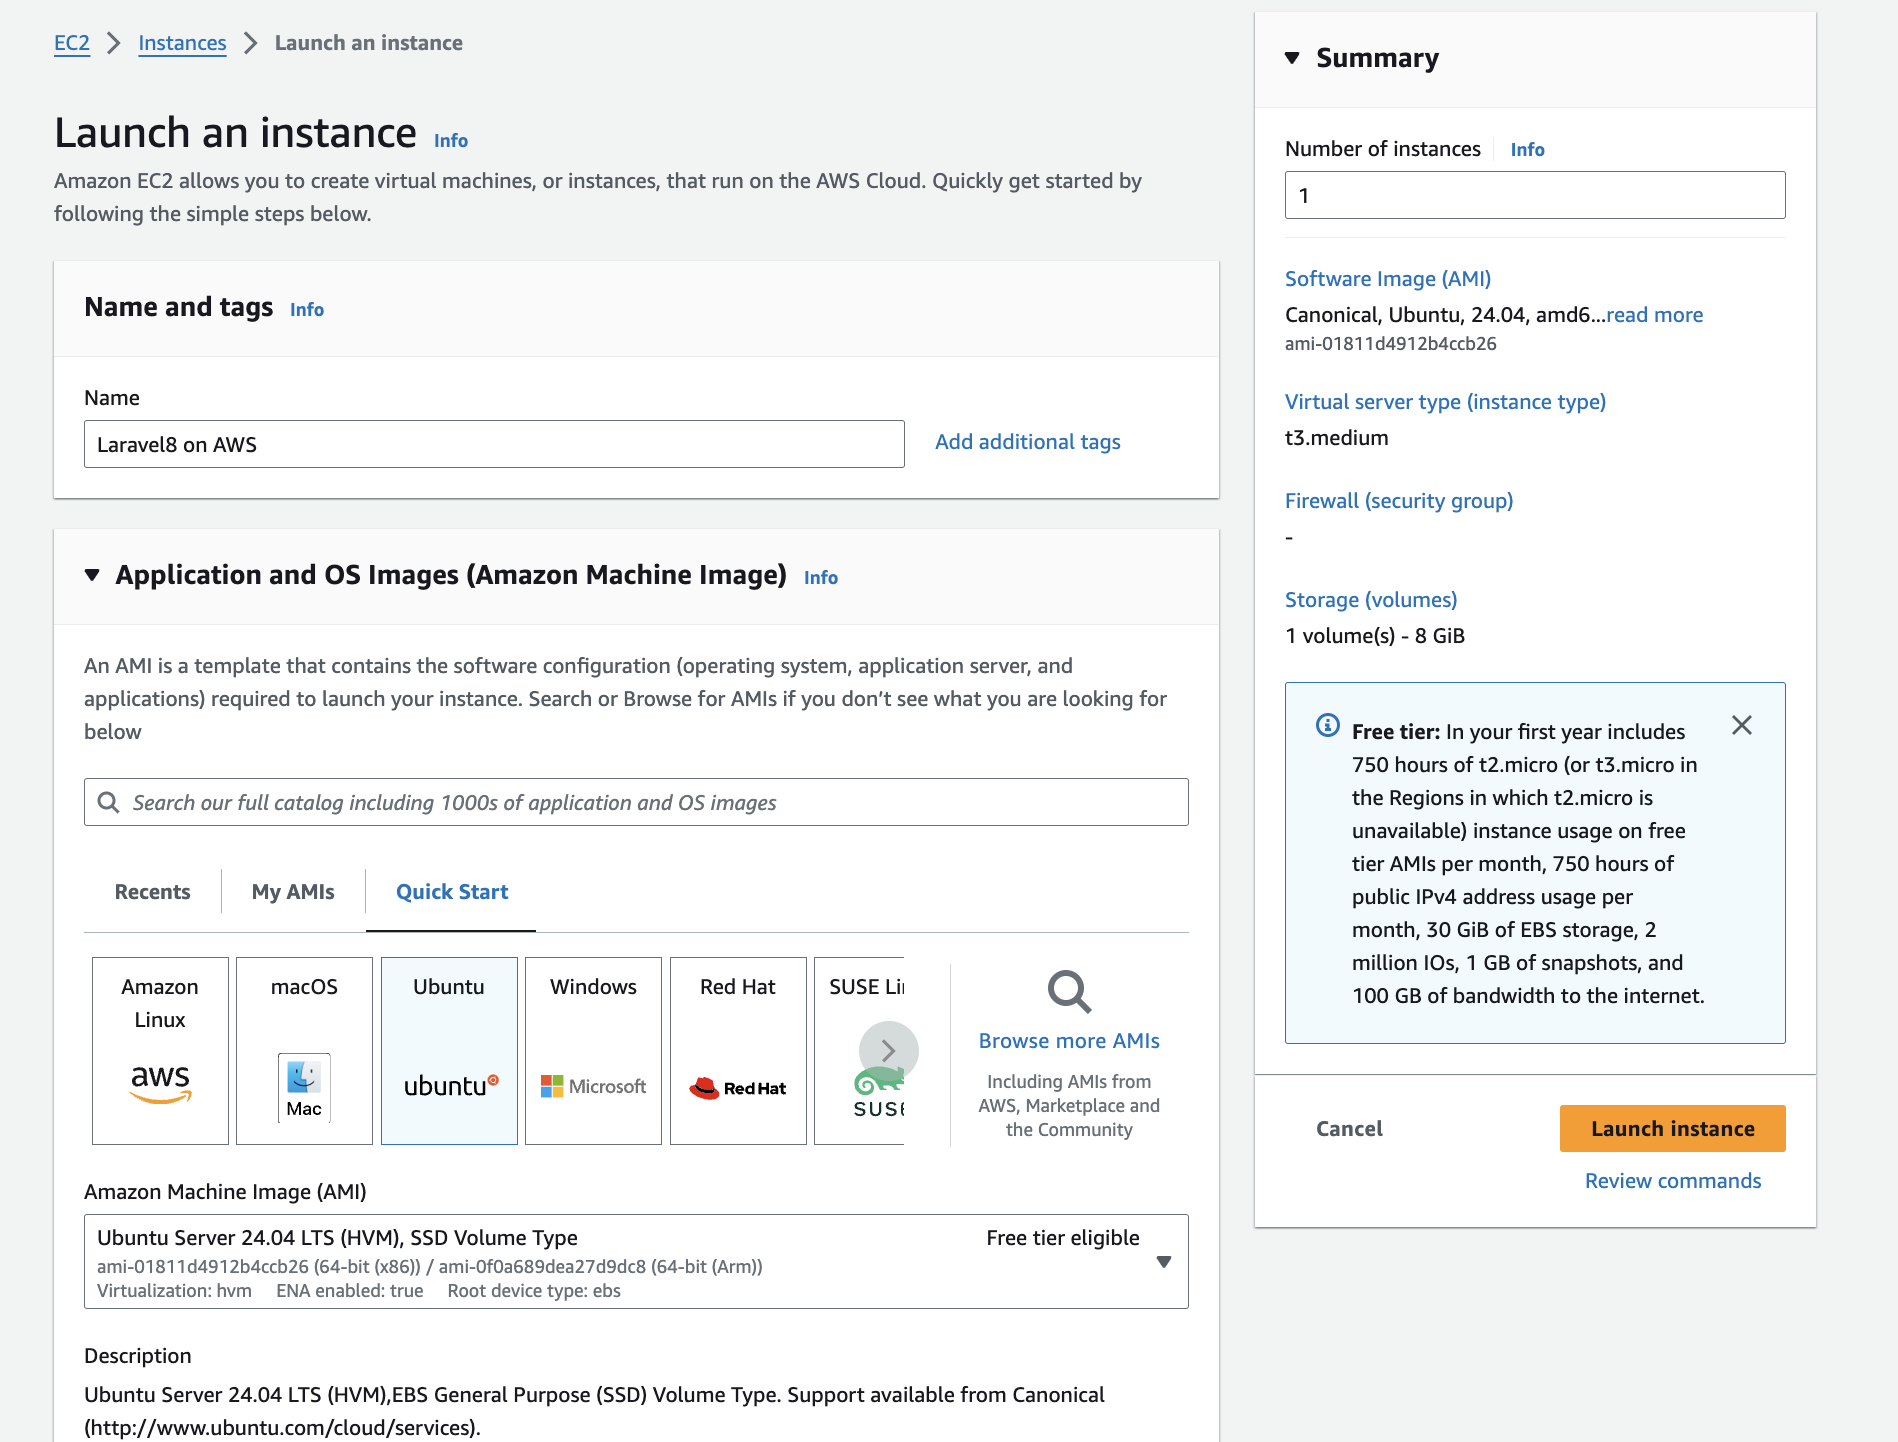 EC2 > Instances > Launch an instance
Launch an instance Info
Amazon EC2 allows you to create virtual machines, or instances, that run on the AWS Cloud. Quickly get started by
following the simple steps below.
Name and tags Info
Name
Laravel8 on AWS
Add additional tags
Application and OS Images (Amazon Machine Image) Info
An AMI is a template that contains the software configuration (operating system, application server, and
applications) required to launch your instance. Search or Browse for AMIs if you don’t see what you are looking for
below
Search our full catalog including 1000s of application and OS images
Recents
My AMIs
Quick Start
Amazon
Linux
aws
macOS
Mac
Ubuntu
ubuntu
Windows
Microsoft
Red Hat
Red Hat
SUSE Li
SUSE
Browse more AMIs
Including AMIs from
AWS, Marketplace and
the Community
Amazon Machine Image (AMI)
Ubuntu Server 24.04 LTS (HVM), SSD Volume Type
Free tier eligible
ami-01811d4912b4ccb26 (64-bit (x86)) / ami-0f0a689dea27d9dc8 (64-bit (Arm))
Virtualization: hvm ENA enabled: true Root device type: ebs
Description
Ubuntu Server 24.04 LTS (HVM),EBS General Purpose (SSD) Volume Type. Support available from Canonical
(http://www.ubuntu.com/cloud/services).
Summary
Number of instances Info
1
Software Image (AMI)
Canonical, Ubuntu, 24.04, amd6...read more
ami-01811d4912b4ccb26
Virtual server type (instance type)
t3.medium
Firewall (security group)
-
Storage (volumes)
1 volume(s) - 8 GiB
Free tier: In your first year includes
750 hours of t2.micro (or t3.micro in
the Regions in which t2.micro is
unavailable) instance usage on free
tier AMIs per month, 750 hours of
public IPv4 address usage per
month, 30 GiB of EBS storage, 2
million IOs, 1 GB of snapshots, and
100 GB of bandwidth to the internet.
Cancel
Launch instance
Review commands